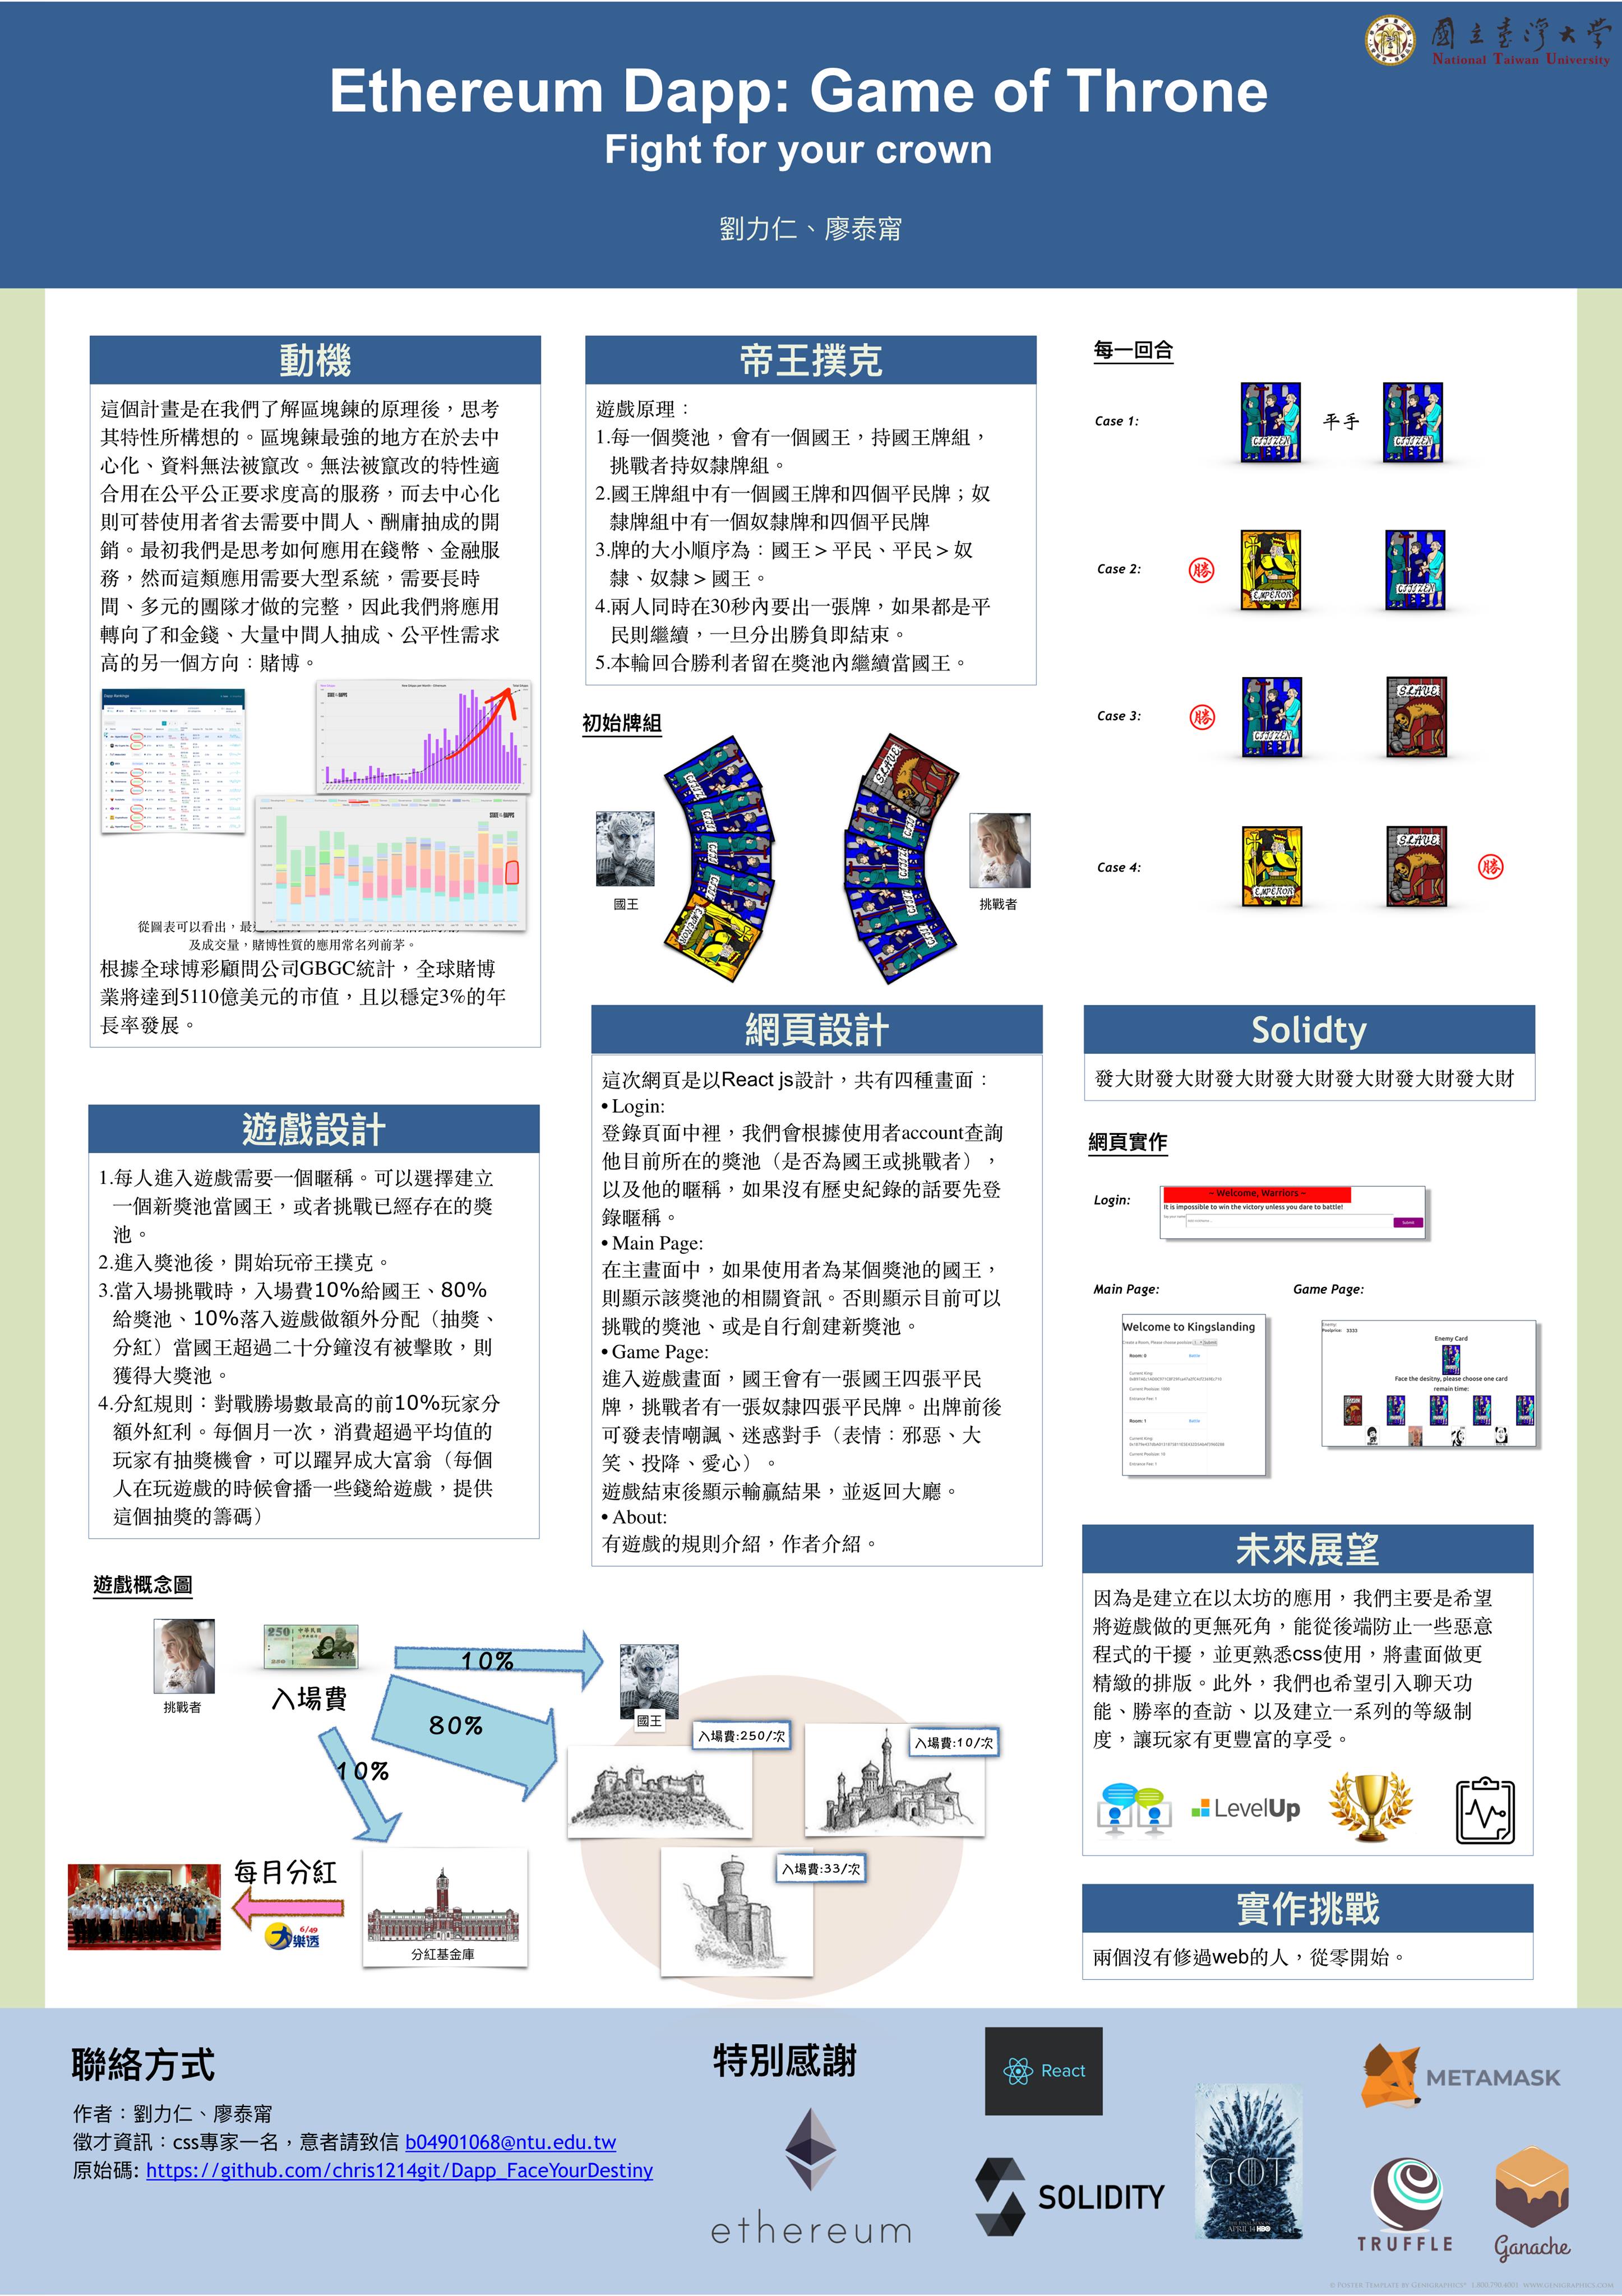 國立臺灣大學
National Taiwan University
Ethereum Dapp: Game of Throne
Fight for your crown
劉力仁、廖泰甯
動機
這個計畫是在我們了解區塊鍊的原理後，思考
其特性所構想的。區塊鍊最強的地方在於去中
心化、資料無法被竄改。無法被竄改的特性適
合用在公平公正要求度高的服務，而去中心化
則可替使用者省去需要中間人、酬庸抽成的開
銷。最初我們是思考如何應用在錢幣、金融服
務，然而這類應用需要大型系統，需要長時
間、多元的團隊才做的完整，因此我們將應用
轉向了和金錢、大量中間人抽成、公平性需求
高的另一個方向：賭博。
從圖表可以看出，最
及成交量，賭博性質的應用常名列前茅。
根據全球博彩顧問公司GBGC統計，全球賭博
業將達到5110億美元的市值，且以穩定3%的年
長率發展。
遊戲設計
1.每人進入遊戲需要一個暱稱。可以選擇建立
一個新獎池當國王，或者挑戰已經存在的獎
池。
2.進入獎池後，開始玩帝王撲克。
3.當入場挑戰時，入場費10%給國王、80%
給獎池、10%落入遊戲做額外分配（抽獎、
分紅）當國王超過二十分鐘沒有被擊敗，則
獲得大獎池。
4.分紅規則：對戰勝場數最高的前10%玩家分
額外紅利。每個月一次，消費超過平均值的
玩家有抽獎機會，可以躍昇成大富翁（每個
人在玩遊戲的時候會播一些錢給遊戲，提供
這個抽獎的籌碼）
遊戲概念圖
挑戰者
250
入場費
10%
80%
10%
國王
入場費:250/次
入場費:10/次
入場費:33/次
每月分紅
6/49
樂透
分紅基金庫
帝王撲克
遊戲原理：
1.每一個獎池，會有一個國王，持國王牌組，
挑戰者持奴隸牌組。
2.國王牌組中有一個國王牌和四個平民牌；奴
隸牌組中有一個奴隸牌和四個平民牌
3.牌的大小順序為：國王＞平民、平民＞奴
隸、奴隸＞國王。
4.兩人同時在30秒內要出一張牌，如果都是平
民則繼續，一旦分出勝負即結束。
5.本輪回合勝利者留在獎池內繼續當國王。
初始牌組
國王
挑戰者
網頁設計
這次網頁是以React js設計，共有四種畫面：
• Login:
登錄頁面中裡，我們會根據使用者account查詢
他目前所在的獎池（是否為國王或挑戰者），
以及他的暱稱，如果沒有歷史紀錄的話要先登
錄暱稱。
• Main Page:
在主畫面中，如果使用者為某個獎池的國王，
則顯示該獎池的相關資訊。否則顯示目前可以
挑戰的獎池、或是自行創建新獎池。
• Game Page:
進入遊戲畫面，國王會有一張國王四張平民
牌，挑戰者有一張奴隸四張平民牌。出牌前後
可發表情嘲諷、迷惑對手（表情：邪惡、大
笑、投降、愛心）。
遊戲結束後顯示輸贏結果，並返回大廳。
• About:
有遊戲的規則介紹，作者介紹。
每一回合
Case 1:
CITIZEN
平手
CITIZEN
Case 2:
勝
EMPEROR
CITIZEN
Case 3:
勝
CITIZEN
SLAVE
Case 4:
EMPEROR
SLAVE
勝
Solidty
發大財發大財發大財發大財發大財發大財發大財
網頁實作
Login:
-- Welcome, Warriors --
It is impossible to win the victory unless you dare to battle!
Submit
Main Page:
Welcome to Kingslanding
Room: 0
Battle
Current King:
Current Poolsize: 1000
Entrance Fee: 1
Room: 1
Battle
Current King:
Current Poolsize: 10
Entrance Fee: 1
Game Page:
Enemy:
Poolprize: 3333
Enemy Card
Face the desitny, please choose one card
remain time:
未來展望
因為是建立在以太坊的應用，我們主要是希望
將遊戲做的更無死角，能從後端防止一些惡意
程式的干擾，並更熟悉css使用，將畫面做更
精緻的排版。此外，我們也希望引入聊天功
能、勝率的查訪、以及建立一系列的等級制
度，讓玩家有更豐富的享受。
LevelUp
實作挑戰
兩個沒有修過web的人，從零開始。
聯絡方式
作者：劉力仁、廖泰甯
徵才資訊：css專家一名，意者請致信 b04901068@ntu.edu.tw
原始碼: https://github.com/chris1214git/Dapp_FaceYourDestiny
特別感謝
ethereum
React
SOLIDITY
GOT
APRIL 14 HBO
METAMASK
TRUFFLE
Ganache
© POSTER TEMPLATE BY GENIGRAPHICS® 1.800.790.4001 WWW.GENIGRAPHICS.COM